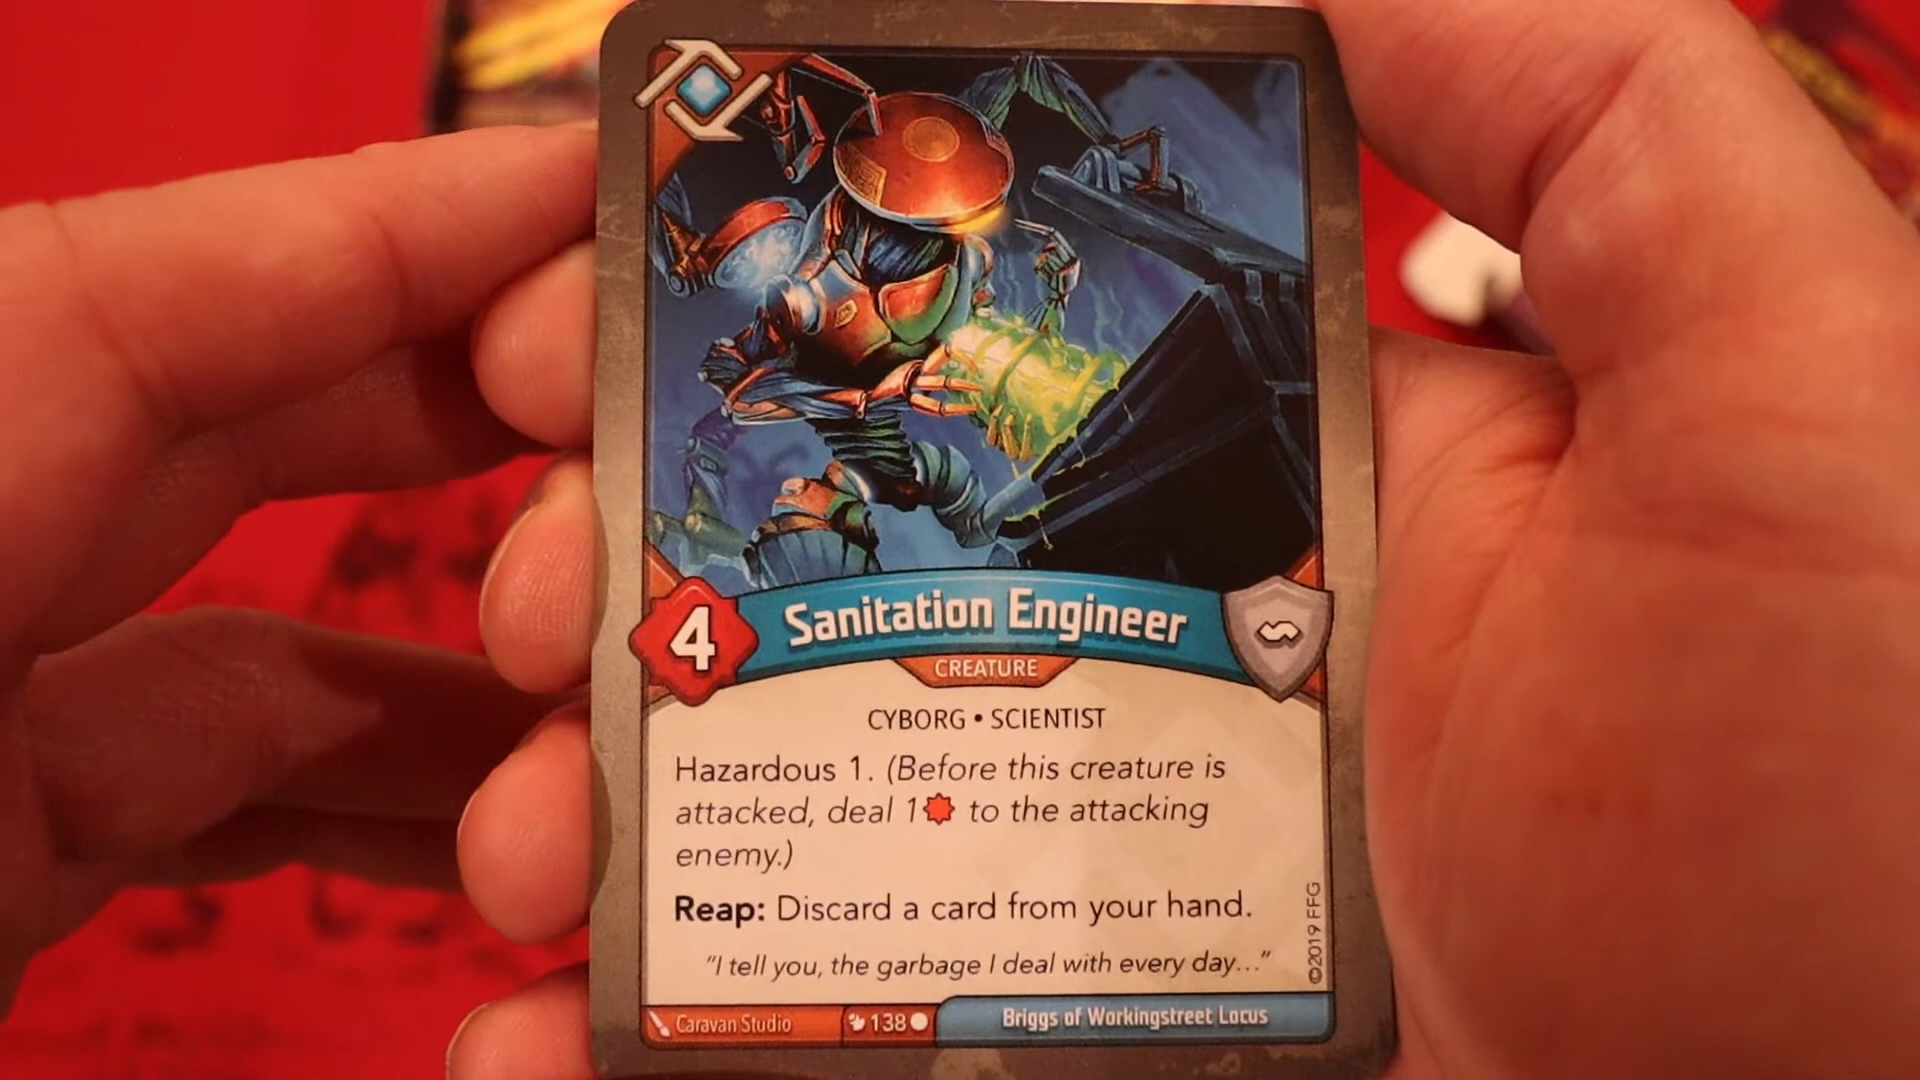 4
Sanitation Engineer
CREATURE
CYBORG • SCIENTIST
Hazardous 1. (Before this creature is
attacked, deal 1 to the attacking
enemy.)
Reap: Discard a card from your hand.
"I tell you, the garbage I deal with every day..."
©2019 FFG
Caravan Studio
138
Briggs of Workingstreet Locus